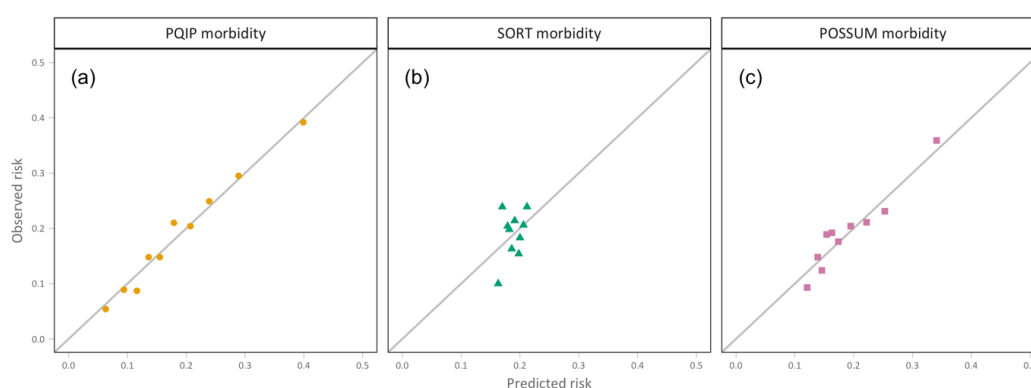 PQIP morbidity
SORT morbidity
POSSUM morbidity
(a)
(b)
(c)
0.5
0.4
0.3
0.2
0.1
0.0
Observed risk
0.0 0.1 0.2 0.3 0.4 0.5
0.0 0.1 0.2 0.3 0.4 0.5
0.0 0.1 0.2 0.3 0.4 0.5
Predicted risk